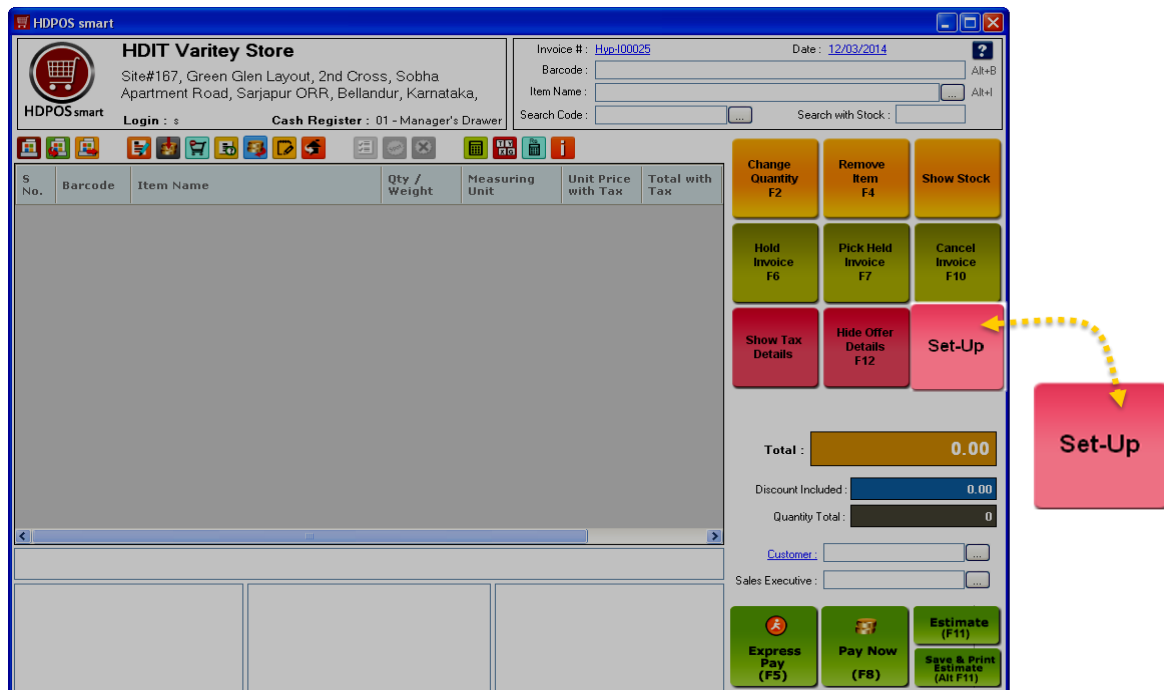 HDPOS smart
HDPOS smart
HDIT Varitey Store
Site#167, Green Glen Layout, 2nd Cross, Sobha
Apartment Road, Sarjapur ORR, Bellandur, Karnataka,
Login : s
Cash Register : 01 - Manager's Drawer
Invoice # : Hyp-I00025
Date : 12/03/2014
?
Barcode :
Alt+B
Item Name :
...
Alt+I
Search Code :
...
Search with Stock :
S
No.
Barcode
Item Name
Qty /
Weight
Measuring
Unit
Unit Price
with Tax
Total with
Tax
Change
Quantity
F2
Remove
Item
F4
Show Stock
Hold
Invoice
F6
Pick Held
Invoice
F7
Cancel
Invoice
F10
Show Tax
Details
Hide Offer
Details
F12
Set-Up
Set-Up
Total : 0.00
Discount Included : 0.00
Quantity Total : 0
Customer :
...
Sales Executive :
...
Express
Pay
(F5)
Pay Now
(F8)
Estimate
(F11)
Save & Print
Estimate
(Alt F11)